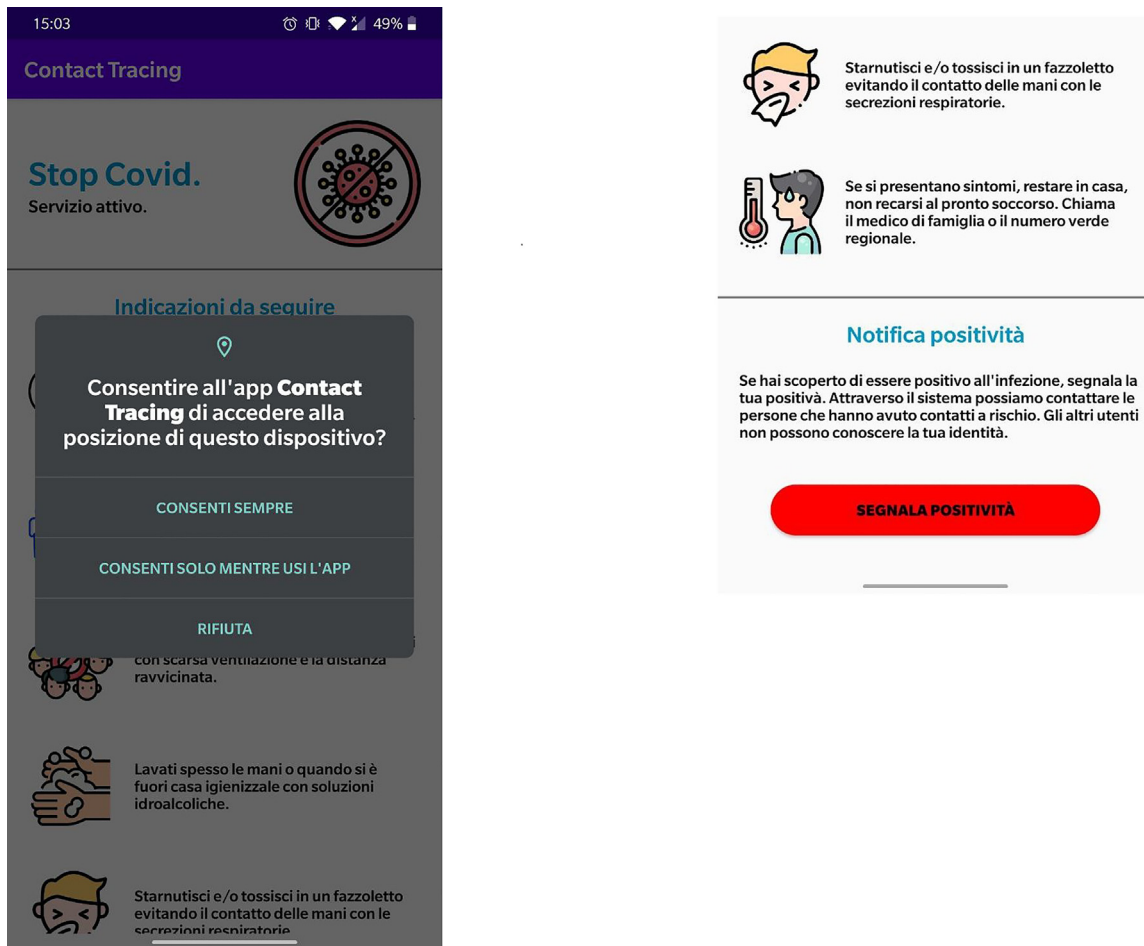 15:03
49%
Contact Tracing
Stop Covid.
Servizio attivo.
Indicazioni da seguire
Consentire all'app Contact
Tracing di accedere alla
posizione di questo dispositivo?
CONSENTI SEMPRE
CONSENTI SOLO MENTRE USI L'APP
RIFIUTA
con scarsa ventilazione e la distanza
ravvicinata.
Lavati spesso le mani o quando si è
fuori casa igienizzale con soluzioni
idroalcoliche.
Starnutisci e/o tossisci in un fazzoletto
evitando il contatto delle mani con le
secrezioni respiratorie
Starnutisci e/o tossisci in un fazzoletto
evitando il contatto delle mani con le
secrezioni respiratorie.
Se si presentano sintomi, restare in casa,
non recarsi al pronto soccorso. Chiama
il medico di famiglia o il numero verde
regionale.
Notifica positività
Se hai scoperto di essere positivo all'infezione, segnala la
tua positivà. Attraverso il sistema possiamo contattare le
persone che hanno avuto contatti a rischio. Gli altri utenti
non possono conoscere la tua identità.
SEGNALA POSITIVITÀ